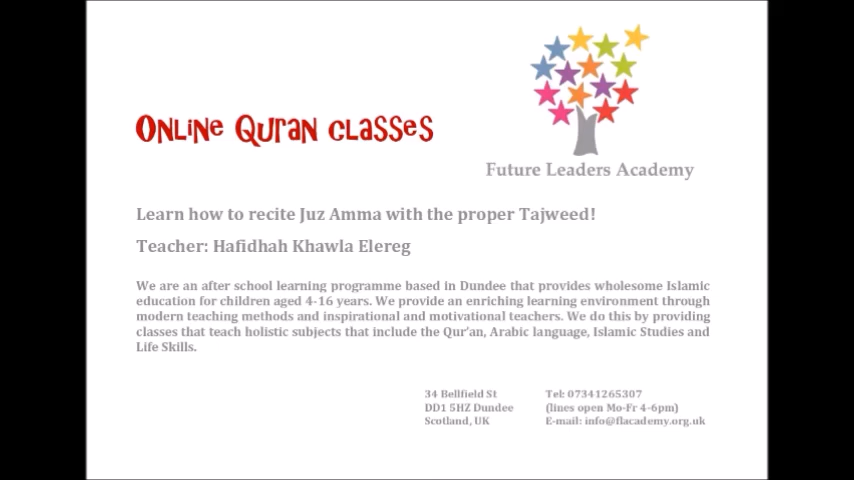 Online Quran classes
Future Leaders Academy
Learn how to recite Juz Amma with the proper Tajweed!
Teacher: Hafidhah Khawla Elereg
We are an after school learning programme based in Dundee that provides wholesome Islamic
education for children aged 4-16 years. We provide an enriching learning environment through
modern teaching methods and inspirational and motivational teachers. We do this by providing
classes that teach holistic subjects that include the Qur'an, Arabic language, Islamic Studies and
Life Skills.
34 Bellfield St
DD1 5HZ Dundee
Scotland, UK
Tel: 07341265307
(lines open Mo-Fr 4-6pm)
E-mail: info@flacademy.org.uk